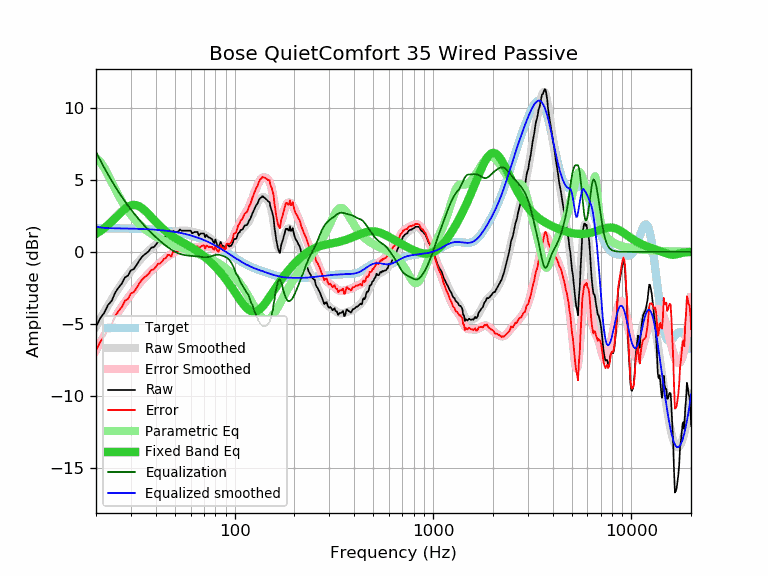 Bose QuietComfort 35 Wired Passive
10
5
0
−5
−10
−15
Amplitude (dBr)
Target
Raw Smoothed
Error Smoothed
Raw
Error
Parametric Eq
Fixed Band Eq
Equalization
Equalized smoothed
100
1000
10000
Frequency (Hz)